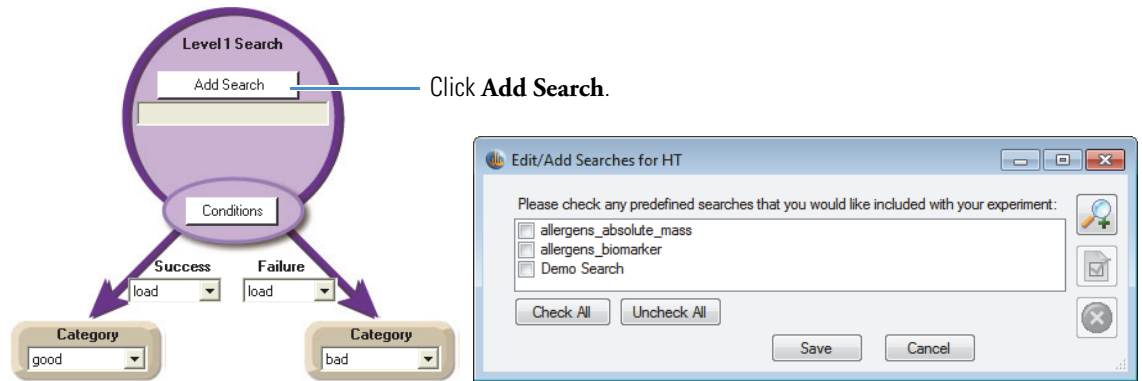 Level 1 Search
Add Search
Click Add Search.
Conditions
Success Failure
load load
Category
good
Category
bad
Edit/Add Searches for HT
Please check any predefined searches that you would like included with your experiment:
allergens_absolute_mass
allergens_biomarker
Demo Search
Check All Uncheck All
Save Cancel